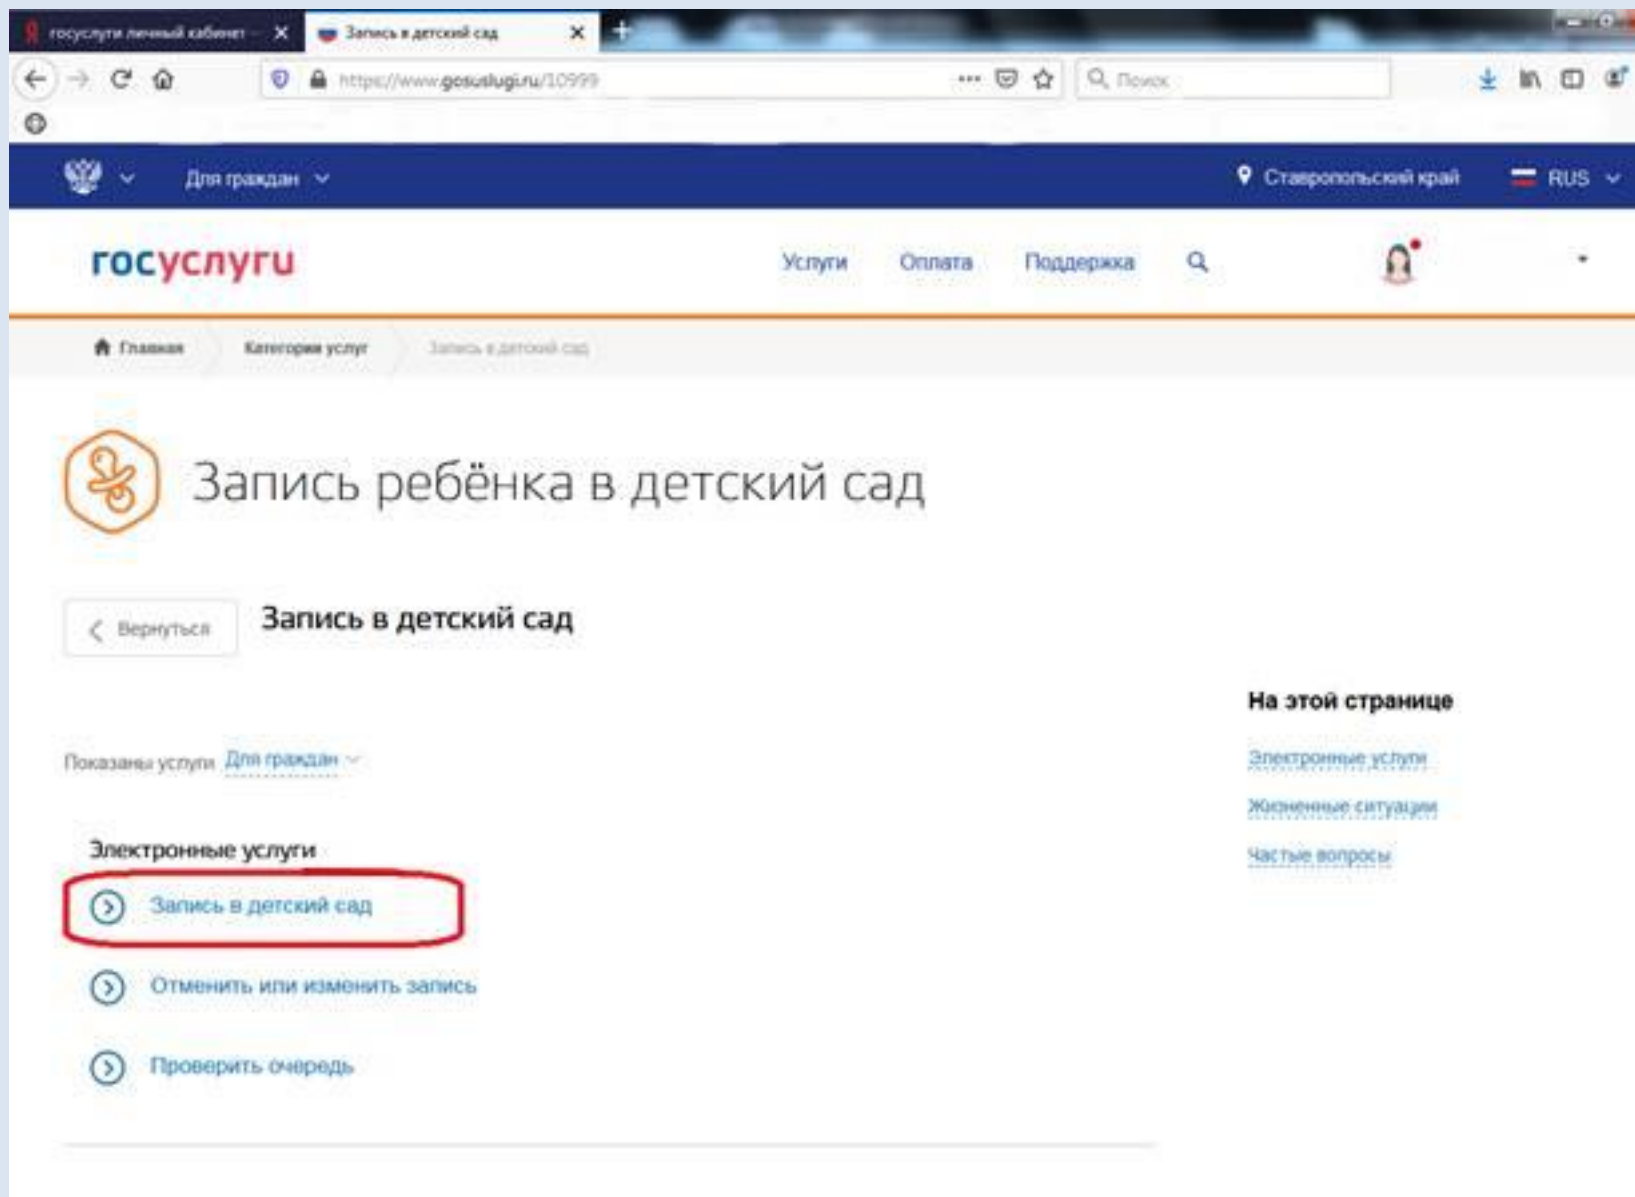 госуслуги личный кабинет
Запись в детский сад
https://www.gosuslugi.ru/10999
Поиск
Для граждан
Ставропольский край
RUS
госуслуги
Услуги
Оплата
Поддержка
Главная
Категории услуг
Запись в детский сад
Запись ребёнка в детский сад
Вернуться
Запись в детский сад
На этой странице
Показаны услуги Для граждан
Электронные услуги
Жизненные ситуации
Частые вопросы
Электронные услуги
Запись в детский сад
Отменить или изменить запись
Проверить очередь